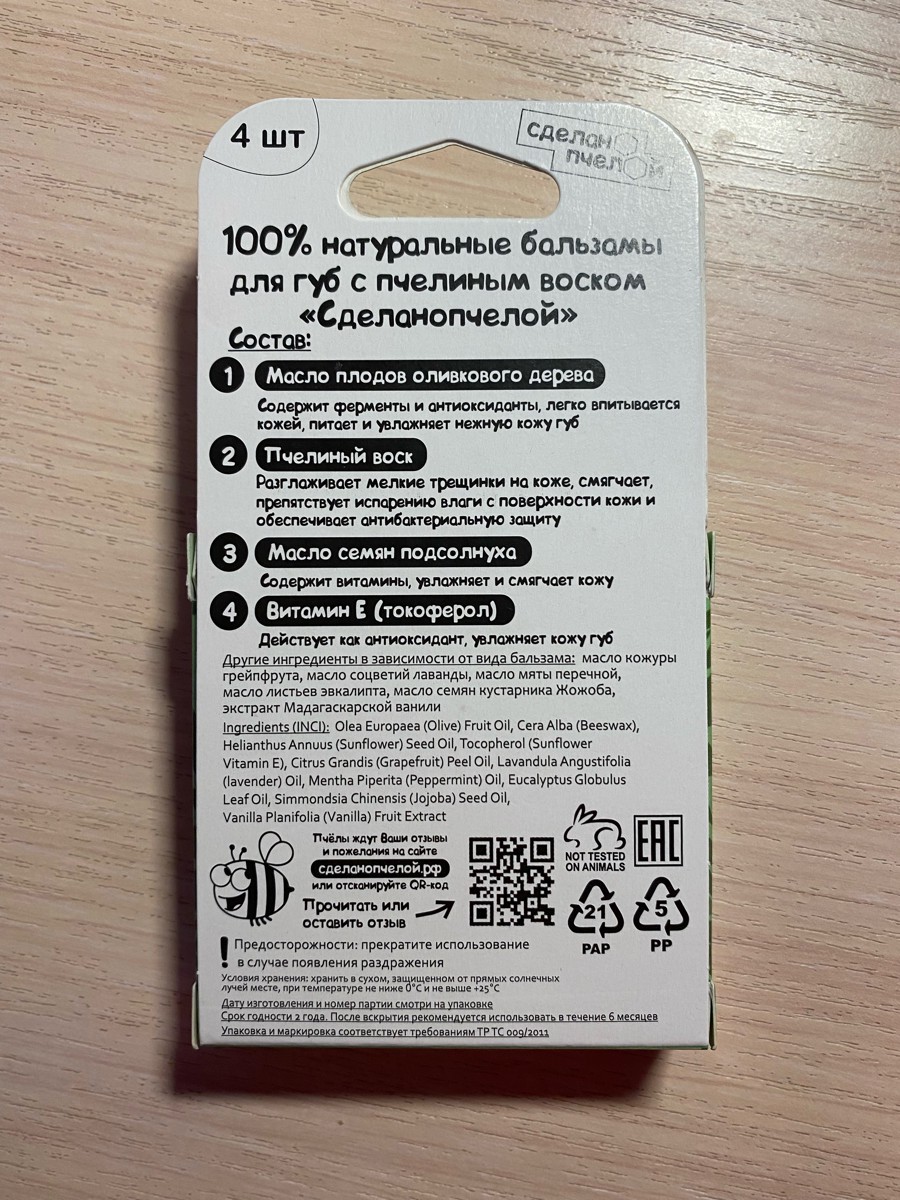 4 шт
сделано
пчелой
100% натуральные бальзамы
для губ с пчелиным воском
«Сделанопчелой»
Состав:
1 Масло плодов оливкового дерева
Содержит ферменты и антиоксиданты, легко впитывается
кожей, питает и увлажняет нежную кожу губ
2 Пчелиный воск
Разглаживает мелкие трещинки на коже, смягчает,
препятствует испарению влаги с поверхности кожи и
обеспечивает антибактериальную защиту
3 Масло семян подсолнуха
Содержит витамины, увлажняет и смягчает кожу
4 Витамин Е (токоферол)
Действует как антиоксидант, увлажняет кожу губ
Другие ингредиенты в зависимости от вида бальзама: масло кожуры
грейпфрута, масло соцветий лаванды, масло мяты перечной,
масло листьев эвкалипта, масло семян кустарника Жожоба,
экстракт Мадагаскарской ванили
Ingredients (INCI): Olea Europaea (Olive) Fruit Oil, Cera Alba (Beeswax),
Helianthus Annuus (Sunflower) Seed Oil, Tocopherol (Sunflower
Vitamin E), Citrus Grandis (Grapefruit) Peel Oil, Lavandula Angustifolia
(lavender) Oil, Mentha Piperita (Peppermint) Oil, Eucalyptus Globulus
Leaf Oil, Simmondsia Chinensis (Jojoba) Seed Oil,
Vanilla Planifolia (Vanilla) Fruit Extract
Пчёлы ждут Ваши отзывы
и пожелания на сайте
сделанопчелой.рф
или отсканируйте QR-код
Прочитать или
оставить отзыв
NOT TESTED
ON ANIMALS
EAC
21
PAP
5
PP
! Предосторожности: прекратите использование
в случае появления раздражения
Условия хранения: хранить в сухом, защищенном от прямых солнечных
лучей месте, при температуре не ниже 0°С и не выше +25°С
Дату изготовления и номер партии смотри на упаковке
Срок годности 2 года. После вскрытия рекомендуется использовать в течение 6 месяцев
Упаковка и маркировка соответствует требованиям ТР ТС 009/2011